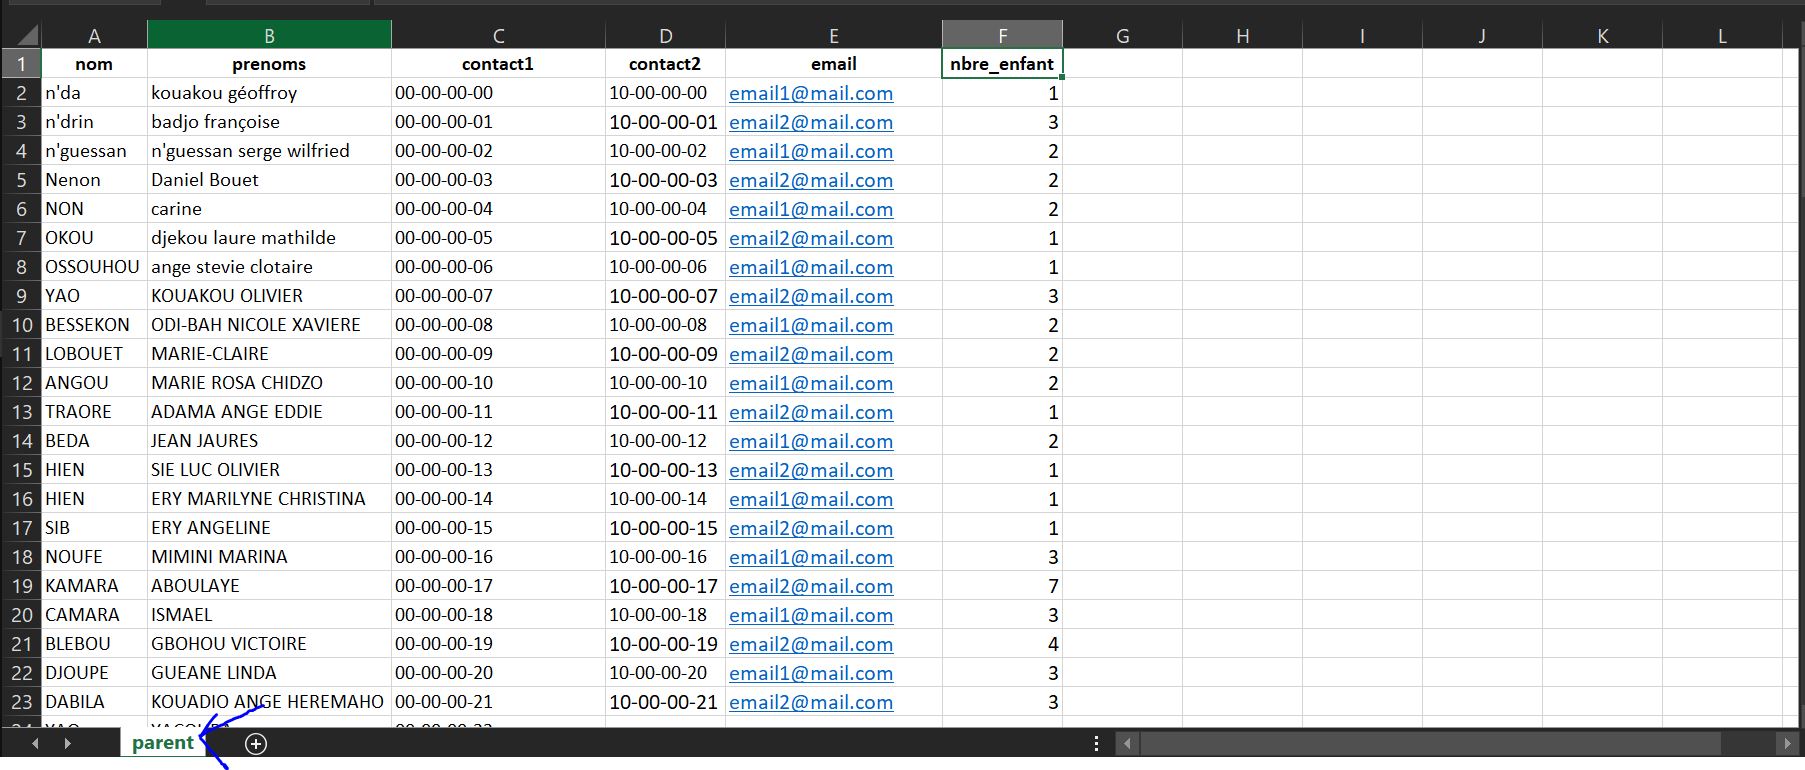 A B C D E F G H I J K L
1 nom prenoms contact1 contact2 email nbre_enfant
2 n'da kouakou géoffroy 00-00-00-00 10-00-00-00 email1@mail.com 1
3 n'drin badjo françoise 00-00-00-01 10-00-00-01 email2@mail.com 3
4 n'guessan n'guessan serge wilfried 00-00-00-02 10-00-00-02 email1@mail.com 2
5 Nenon Daniel Bouet 00-00-00-03 10-00-00-03 email2@mail.com 2
6 NON carine 00-00-00-04 10-00-00-04 email1@mail.com 2
7 OKOU djekou laure mathilde 00-00-00-05 10-00-00-05 email2@mail.com 1
8 OSSOUHOU ange stevie clotaire 00-00-00-06 10-00-00-06 email1@mail.com 1
9 YAO KOUAKOU OLIVIER 00-00-00-07 10-00-00-07 email2@mail.com 3
10 BESSEKON ODI-BAH NICOLE XAVIERE 00-00-00-08 10-00-00-08 email1@mail.com 2
11 LOBOUET MARIE-CLAIRE 00-00-00-09 10-00-00-09 email2@mail.com 2
12 ANGOU MARIE ROSA CHIDZO 00-00-00-10 10-00-00-10 email1@mail.com 2
13 TRAORE ADAMA ANGE EDDIE 00-00-00-11 10-00-00-11 email2@mail.com 1
14 BEDA JEAN JAURES 00-00-00-12 10-00-00-12 email1@mail.com 2
15 HIEN SIE LUC OLIVIER 00-00-00-13 10-00-00-13 email2@mail.com 1
16 HIEN ERY MARILYNE CHRISTINA 00-00-00-14 10-00-00-14 email1@mail.com 1
17 SIB ERY ANGELINE 00-00-00-15 10-00-00-15 email2@mail.com 1
18 NOUFE MIMINI MARINA 00-00-00-16 10-00-00-16 email1@mail.com 3
19 KAMARA ABOULAYE 00-00-00-17 10-00-00-17 email2@mail.com 7
20 CAMARA ISMAEL 00-00-00-18 10-00-00-18 email1@mail.com 3
21 BLEBOU GBOHOU VICTOIRE 00-00-00-19 10-00-00-19 email2@mail.com 4
22 DJOUPE GUEANE LINDA 00-00-00-20 10-00-00-20 email1@mail.com 3
23 DABILA KOUADIO ANGE HEREMAHO 00-00-00-21 10-00-00-21 email2@mail.com 3
parent